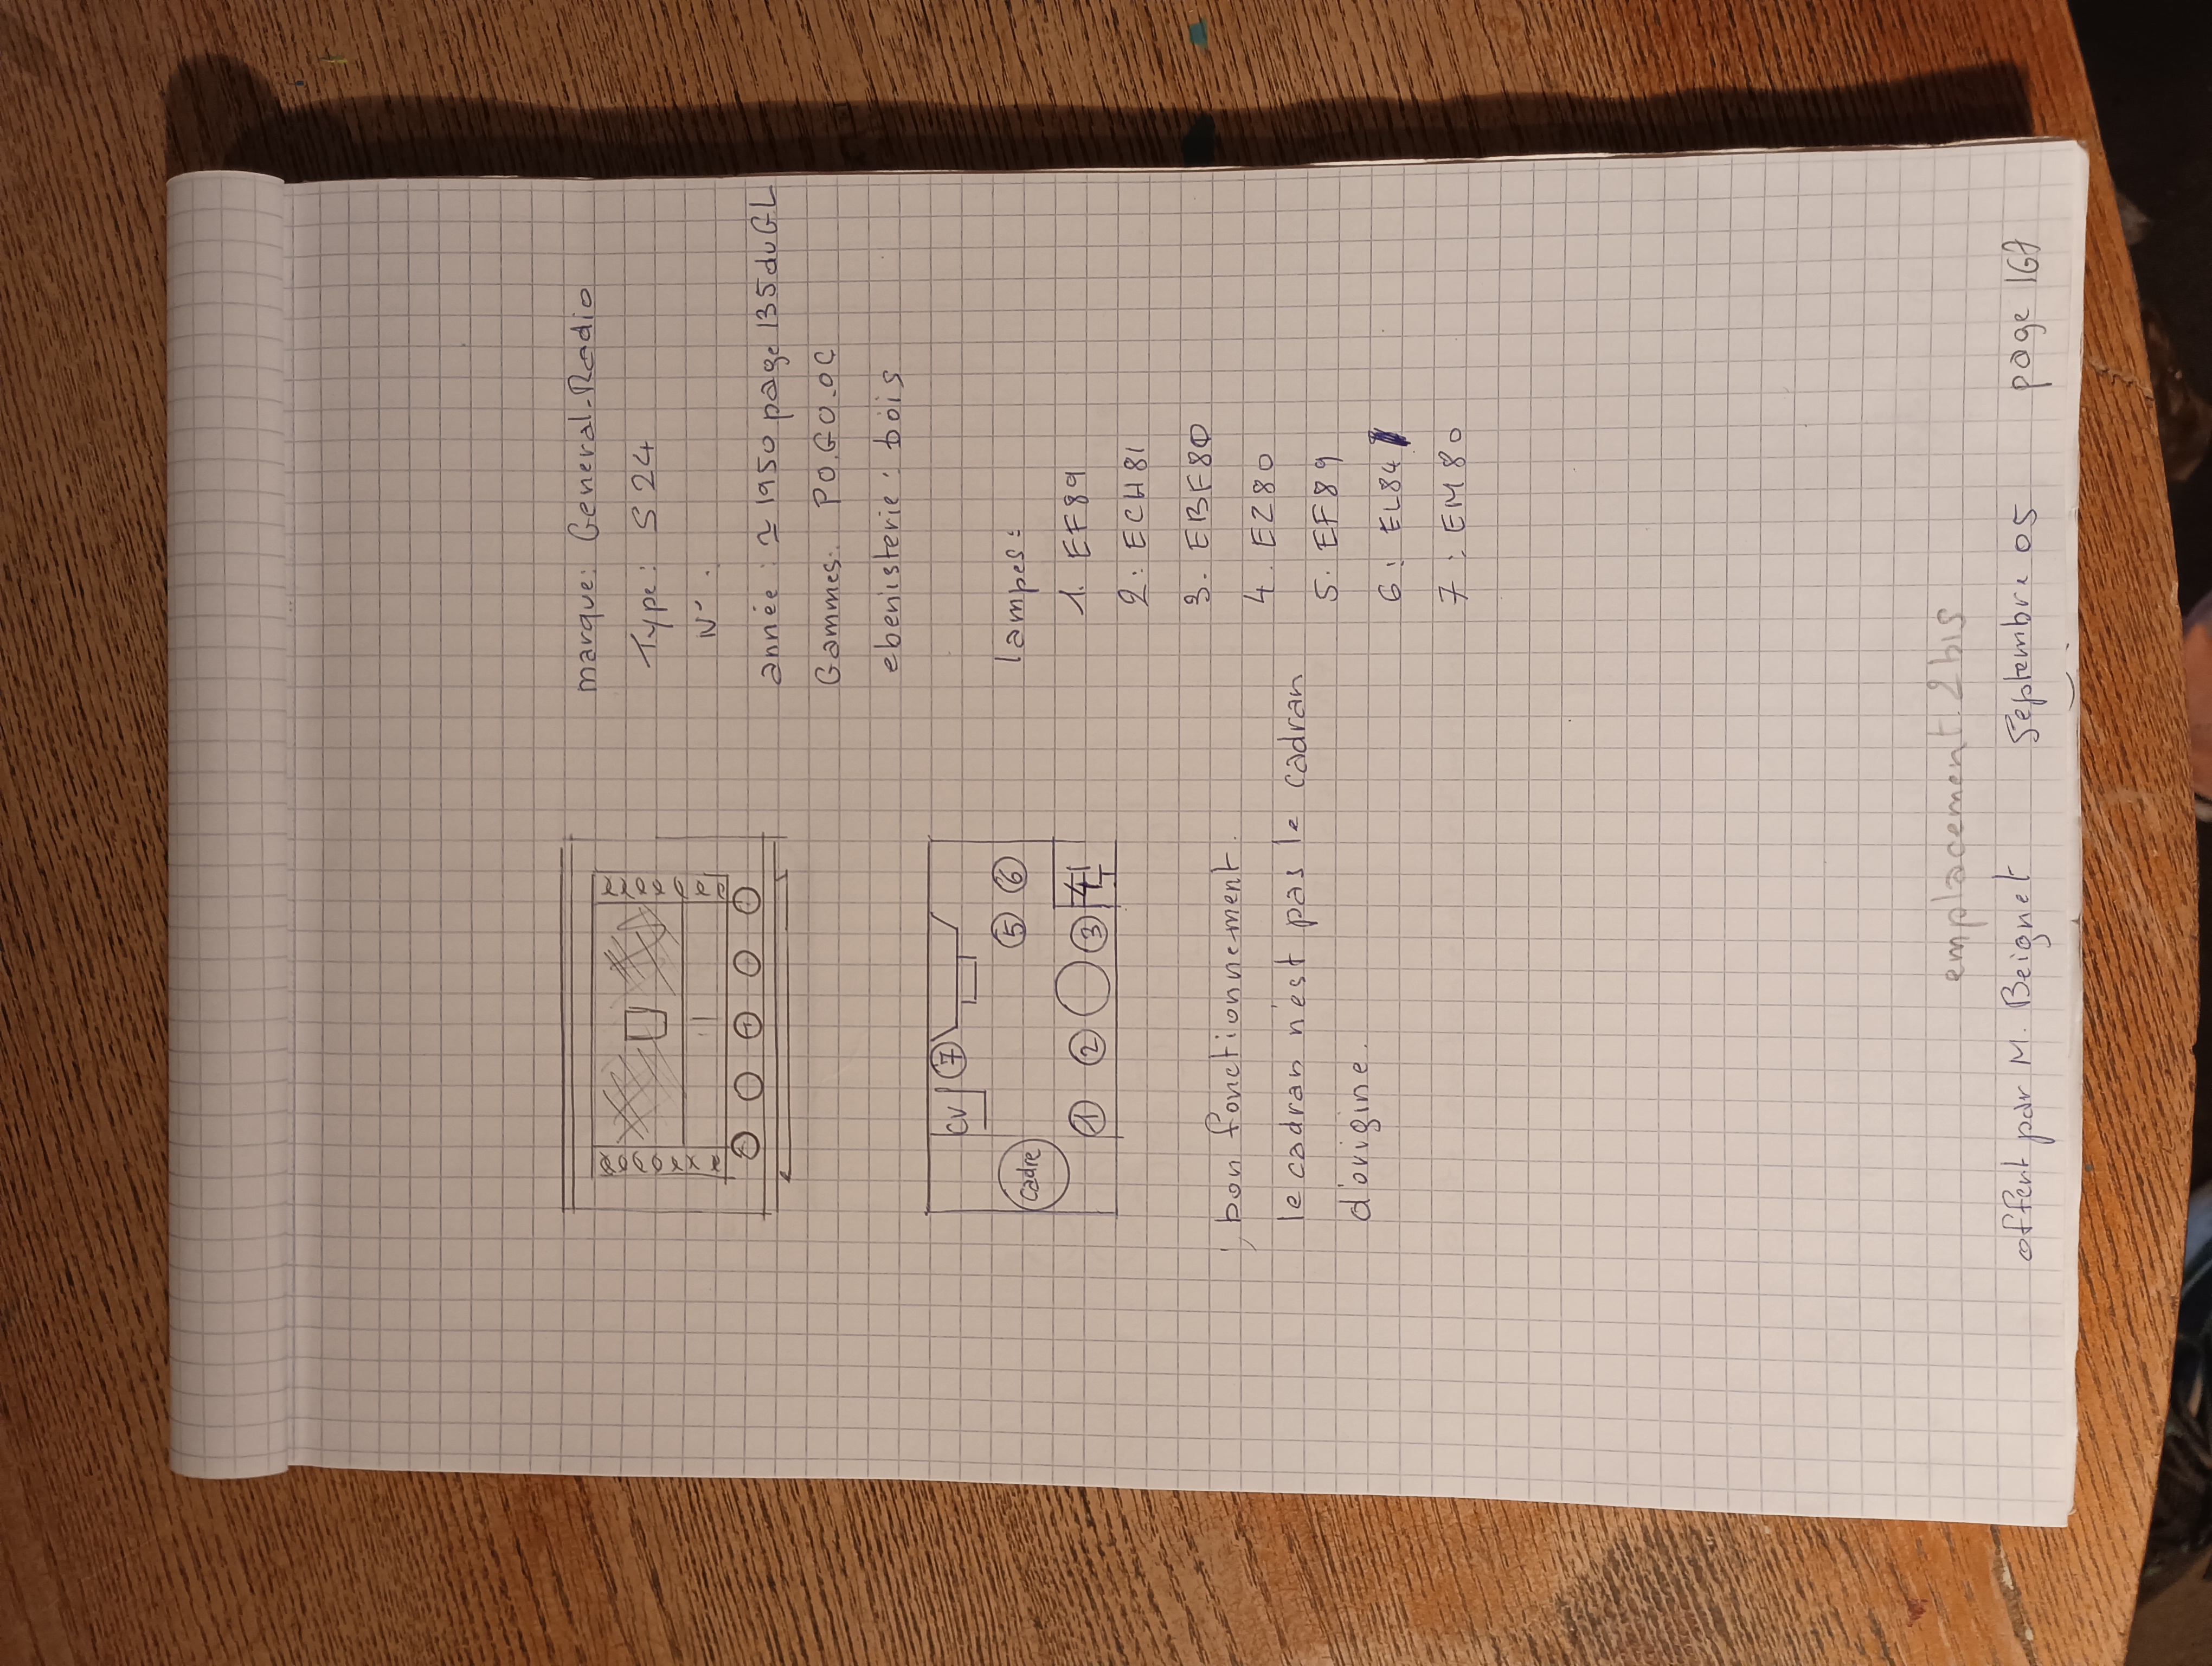 marque: General-Radio
Type: S 24
N° :
année : ≃ 1950 page 135 du GL
Gammes: PO.GO.OC
ebenisterie : bois
CV 7
5 6
Cadre
1 2 3 4
lampes:
1. EF89
2: ECH81
3. EBF80
4. EZ80
5. EF89
6: EL84
7: EM80
bon fonctionnement.
le cadran n'est pas le cadran
d'origine.
emplacement. 2 bis
offert par M. Beignet Septembre 05 page 167